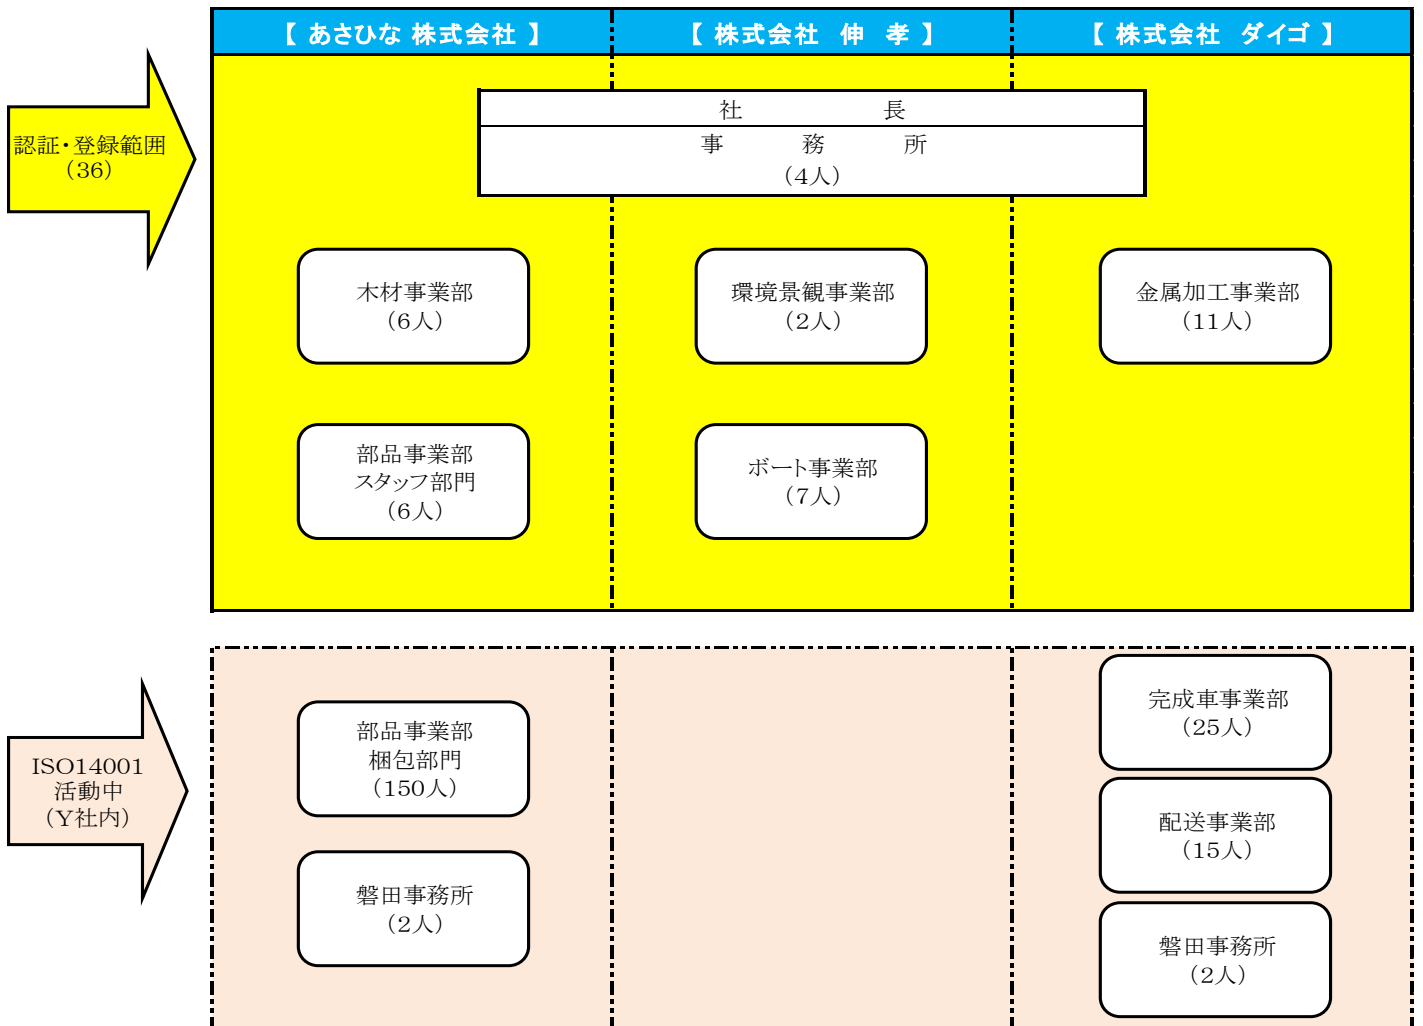 【 あさひな 株式会社 】
【 株式会社　伸　孝 】
【 株式会社　ダイゴ 】
認証・登録範囲
（36）
社　　　　　　長
事　　　務　　　所
（4人）
木材事業部
（6人）
環境景観事業部
（2人）
金属加工事業部
（11人）
部品事業部
スタッフ部門
（6人）
ボート事業部
（7人）
ISO14001
活動中
（Y社内）
部品事業部
梱包部門
（150人）
磐田事務所
（2人）
完成車事業部
（25人）
配送事業部
（15人）
磐田事務所
（2人）